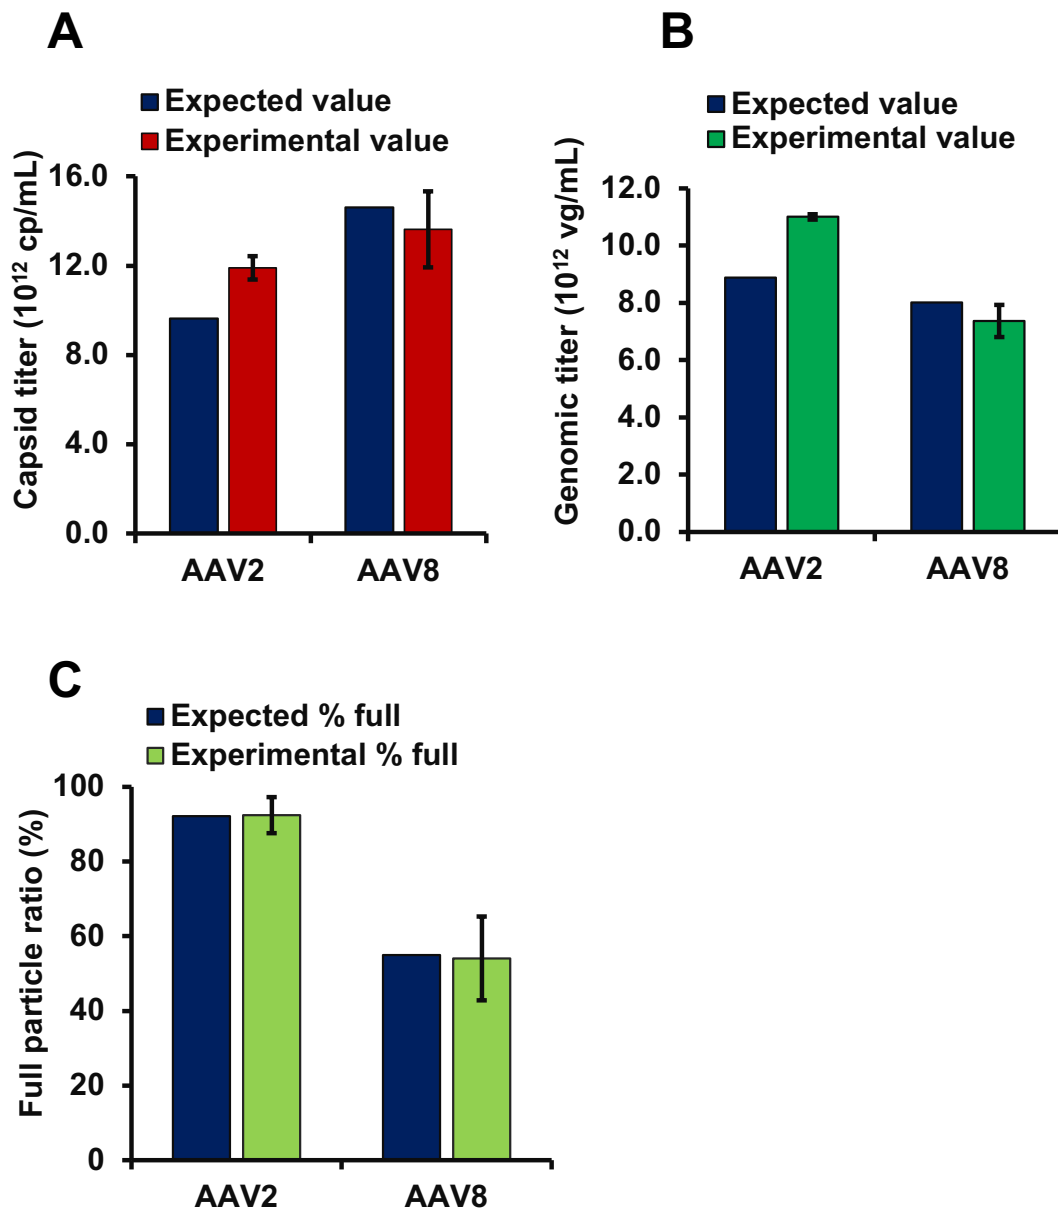 A
Expected value
Experimental value
Capsid titer (10¹² cp/mL)
16.0
12.0
8.0
4.0
0.0
AAV2
AAV8
B
Expected value
Experimental value
Genomic titer (10¹² vg/mL)
12.0
10.0
8.0
6.0
4.0
2.0
0.0
AAV2
AAV8
C
Expected % full
Experimental % full
Full particle ratio (%)
100
80
60
40
20
0
AAV2
AAV8